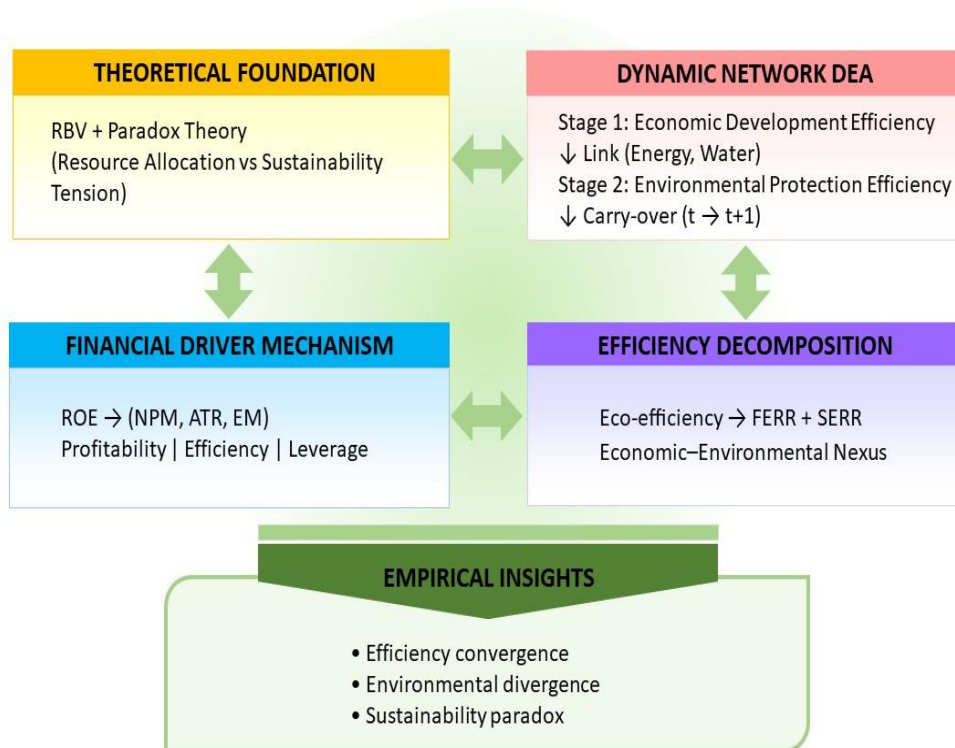 THEORETICAL FOUNDATION
RBV + Paradox Theory
(Resource Allocation vs Sustainability
Tension)
DYNAMIC NETWORK DEA
Stage 1: Economic Development Efficiency
↓ Link (Energy, Water)
Stage 2: Environmental Protection Efficiency
↓ Carry-over (t → t+1)
FINANCIAL DRIVER MECHANISM
ROE → (NPM, ATR, EM)
Profitability | Efficiency | Leverage
EFFICIENCY DECOMPOSITION
Eco-efficiency → FERR + SERR
Economic–Environmental Nexus
EMPIRICAL INSIGHTS
• Efficiency convergence
• Environmental divergence
• Sustainability paradox